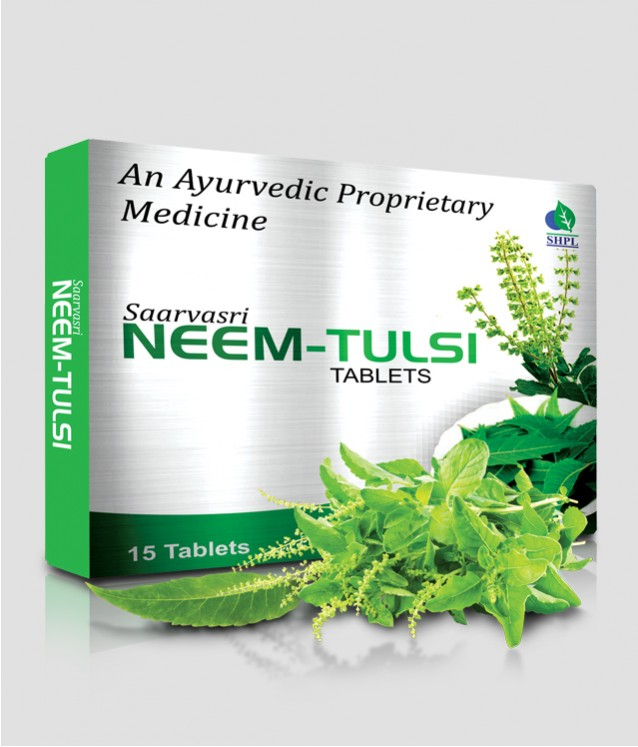 An Ayurvedic Proprietary
Medicine
SHPL
Saarvasri
NEEM-TULSI
TABLETS
15 Tablets
Saarvasri
NEEM-TULSI